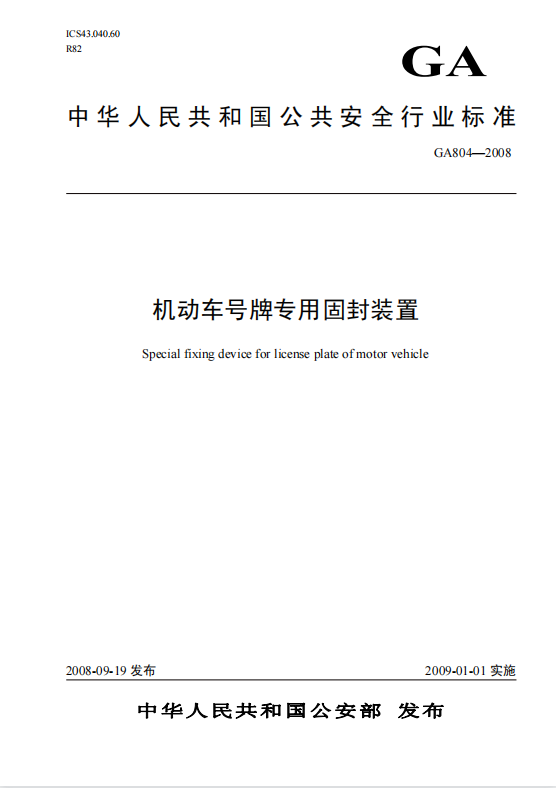 ICS43.040.60
R82
GA
中华人民共和国公共安全行业标准
GA804—2008
机动车号牌专用固封装置
Special fixing device for license plate of motor vehicle
2008-09-19 发布
2009-01-01 实施
中华人民共和国公安部 发布